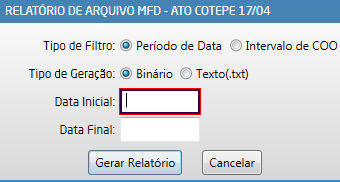 RELATÓRIO DE ARQUIVO MFD - ATO COTEPE 17/04
Tipo de Filtro: Período de Data Intervalo de COO
Tipo de Geração: Binário Texto(.txt)
Data Inicial:
Data Final:
Gerar Relatório Cancelar